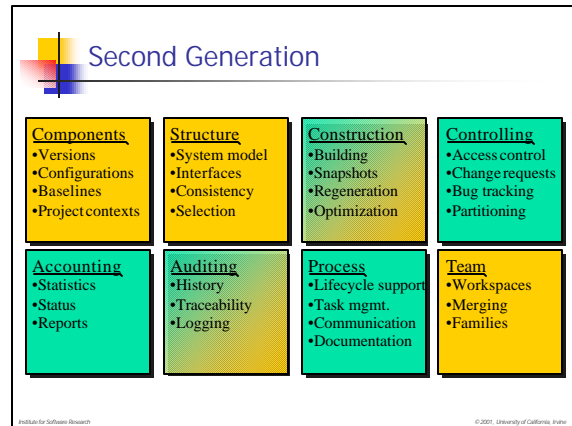 Second Generation
Components
•Versions
•Configurations
•Baselines
•Project contexts
Structure
•System model
•Interfaces
•Consistency
•Selection
Construction
•Building
•Snapshots
•Regeneration
•Optimization
Controlling
•Access control
•Change requests
•Bug tracking
•Partitioning
Accounting
•Statistics
•Status
•Reports
Auditing
•History
•Traceability
•Logging
Process
•Lifecycle support
•Task mgmt.
•Communication
•Documentation
Team
•Workspaces
•Merging
•Families
Institute for Software Research
© 2001, University of California, Irvine